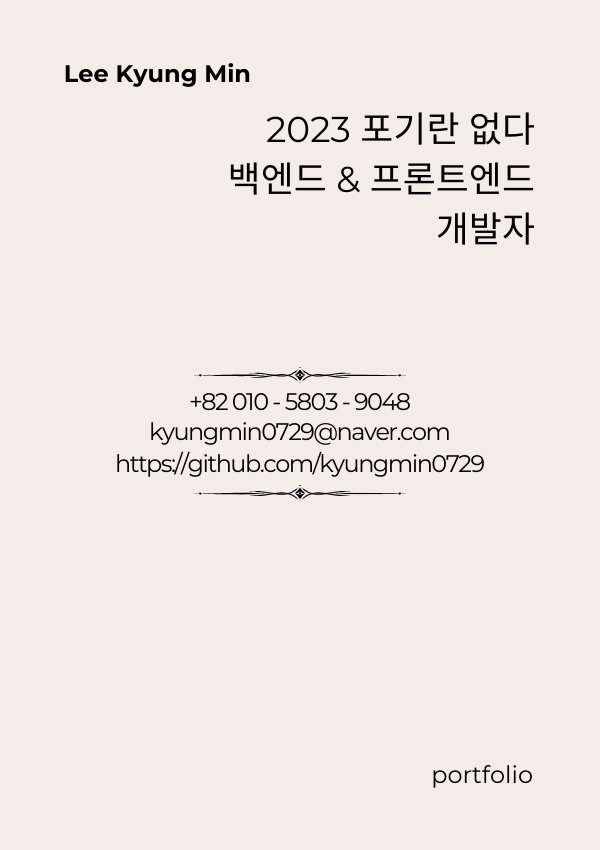 Lee Kyung Min
2023 포기란 없다
백엔드 & 프론트엔드
개발자
+82 010 - 5803 - 9048
kyungmin0729@naver.com
https://github.com/kyungmin0729
portfolio